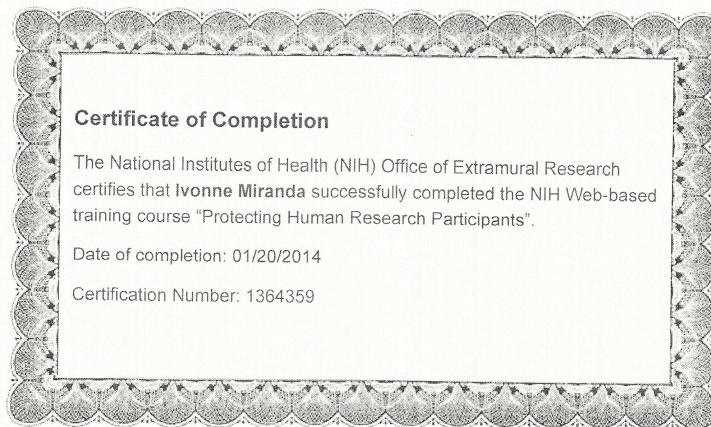 Certificate of Completion
The National Institutes of Health (NIH) Office of Extramural Research
certifies that Ivonne Miranda successfully completed the NIH Web-based
training course “Protecting Human Research Participants”.
Date of completion: 01/20/2014
Certification Number: 1364359